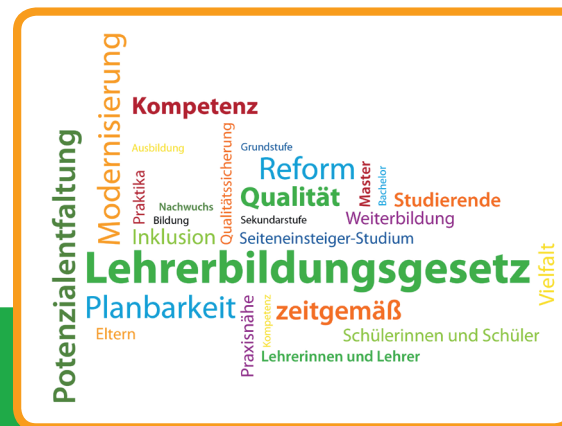 Potenzialentfaltung
Modernisierung
Kompetenz
Ausbildung
Praktika
Nachwuchs
Bildung
Inklusion
Qualitätssicherung
Grundstufe
Reform
Master
Bachelor
Qualität
Studierende
Sekundarstufe
Weiterbildung
Seiteneinsteiger-Studium
Lehrerbildungsgesetz
Vielfalt
Planbarkeit
Praxisnähe
Kompetenz
zeitgemäß
Eltern
Schülerinnen und Schüler
Lehrerinnen und Lehrer